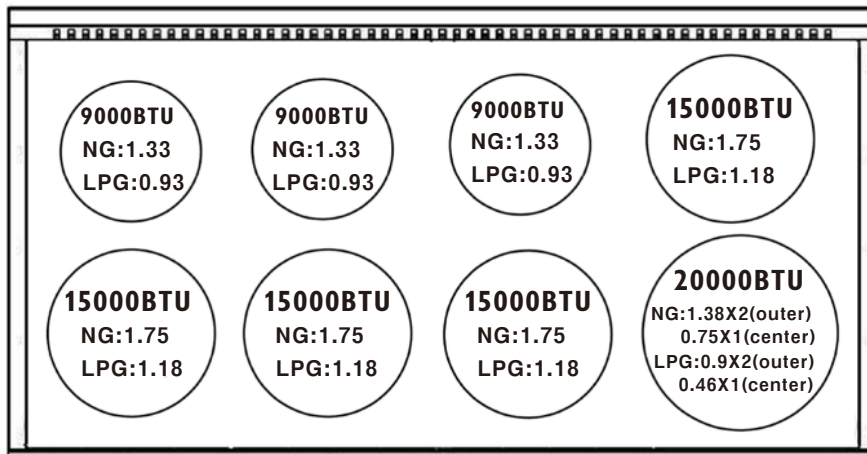 9000BTU
NG:1.33
LPG:0.93
9000BTU
NG:1.33
LPG:0.93
9000BTU
NG:1.33
LPG:0.93
15000BTU
NG:1.75
LPG:1.18
15000BTU
NG:1.75
LPG:1.18
15000BTU
NG:1.75
LPG:1.18
15000BTU
NG:1.75
LPG:1.18
20000BTU
NG:1.38X2(outer)
0.75X1(center)
LPG:0.9X2(outer)
0.46X1(center)